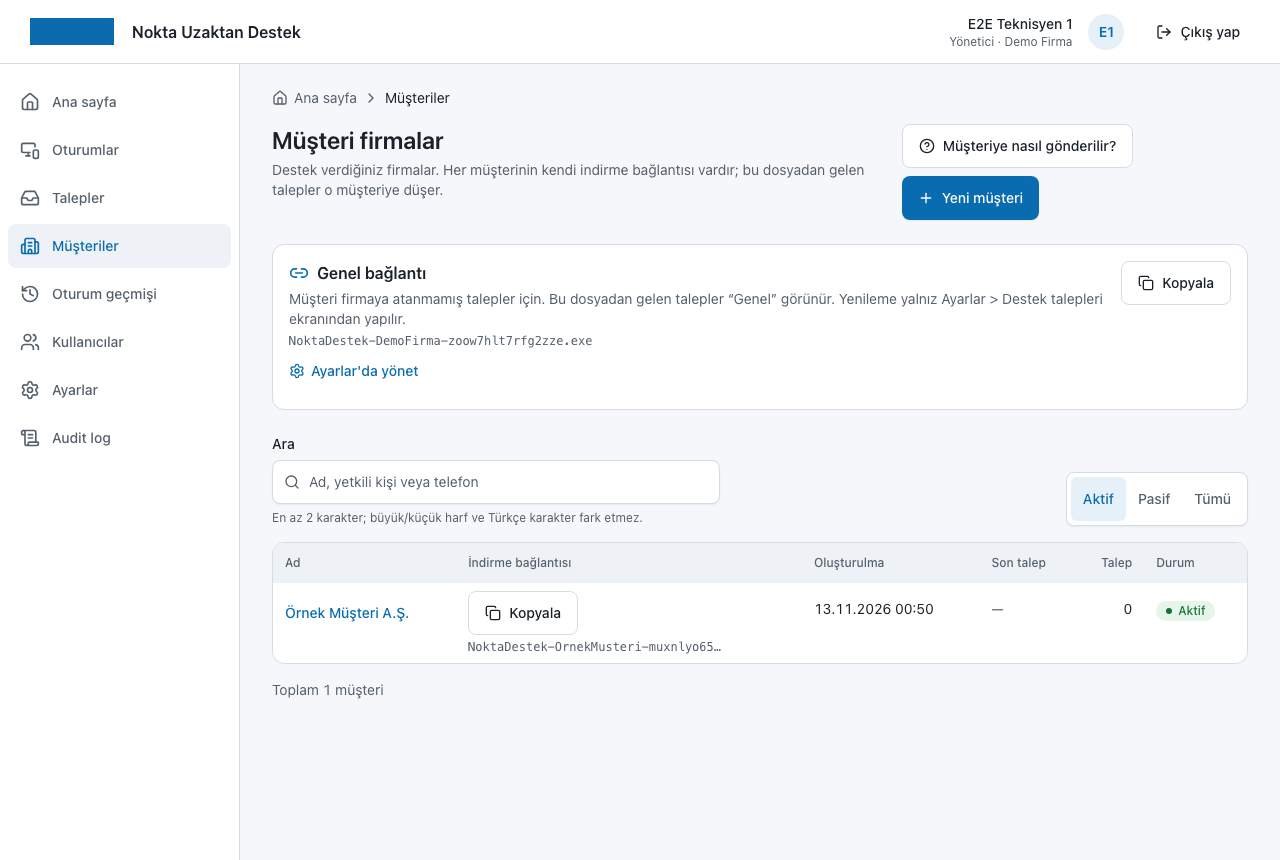 Nokta Uzaktan Destek
E2E Teknisyen 1
Yönetici · Demo Firma
E1
Çıkış yap
Ana sayfa
Oturumlar
Talepler
Müşteriler
Oturum geçmişi
Kullanıcılar
Ayarlar
Audit log
Ana sayfa > Müşteriler
Müşteri firmaları
Destek verdiğiniz firmalar. Her müşterinin kendi indirme bağlantısı vardır; bu dosyadan gelen
talepler o müşteriye düşer.
Müşteriye nasıl gönderilir?
Yeni müşteri
Genel bağlantı
Müşteri firmaya atanmamış talepler için. Bu dosyadan gelen talepler “Genel” görünür. Yenileme yalnız Ayarlar > Destek talepleri
ekranından yapılır.
NoktaDestek-DemoFirma-zoow7hlt7rfg2zze.exe
Ayarlar'da yönet
Kopyala
Ara
Ad, yetkili kişi veya telefon
En az 2 karakter; büyük/küçük harf ve Türkçe karakter fark etmez.
Aktif Pasif Tümü
Ad İndirme bağlantısı Oluşturulma Son talep Talep Durum
Örnek Müşteri A.Ş. Kopyala 13.11.2026 00:50 — 0 Aktif
NoktaDestek-OrnekMusteri-muxnlyo65…
Toplam 1 müşteri